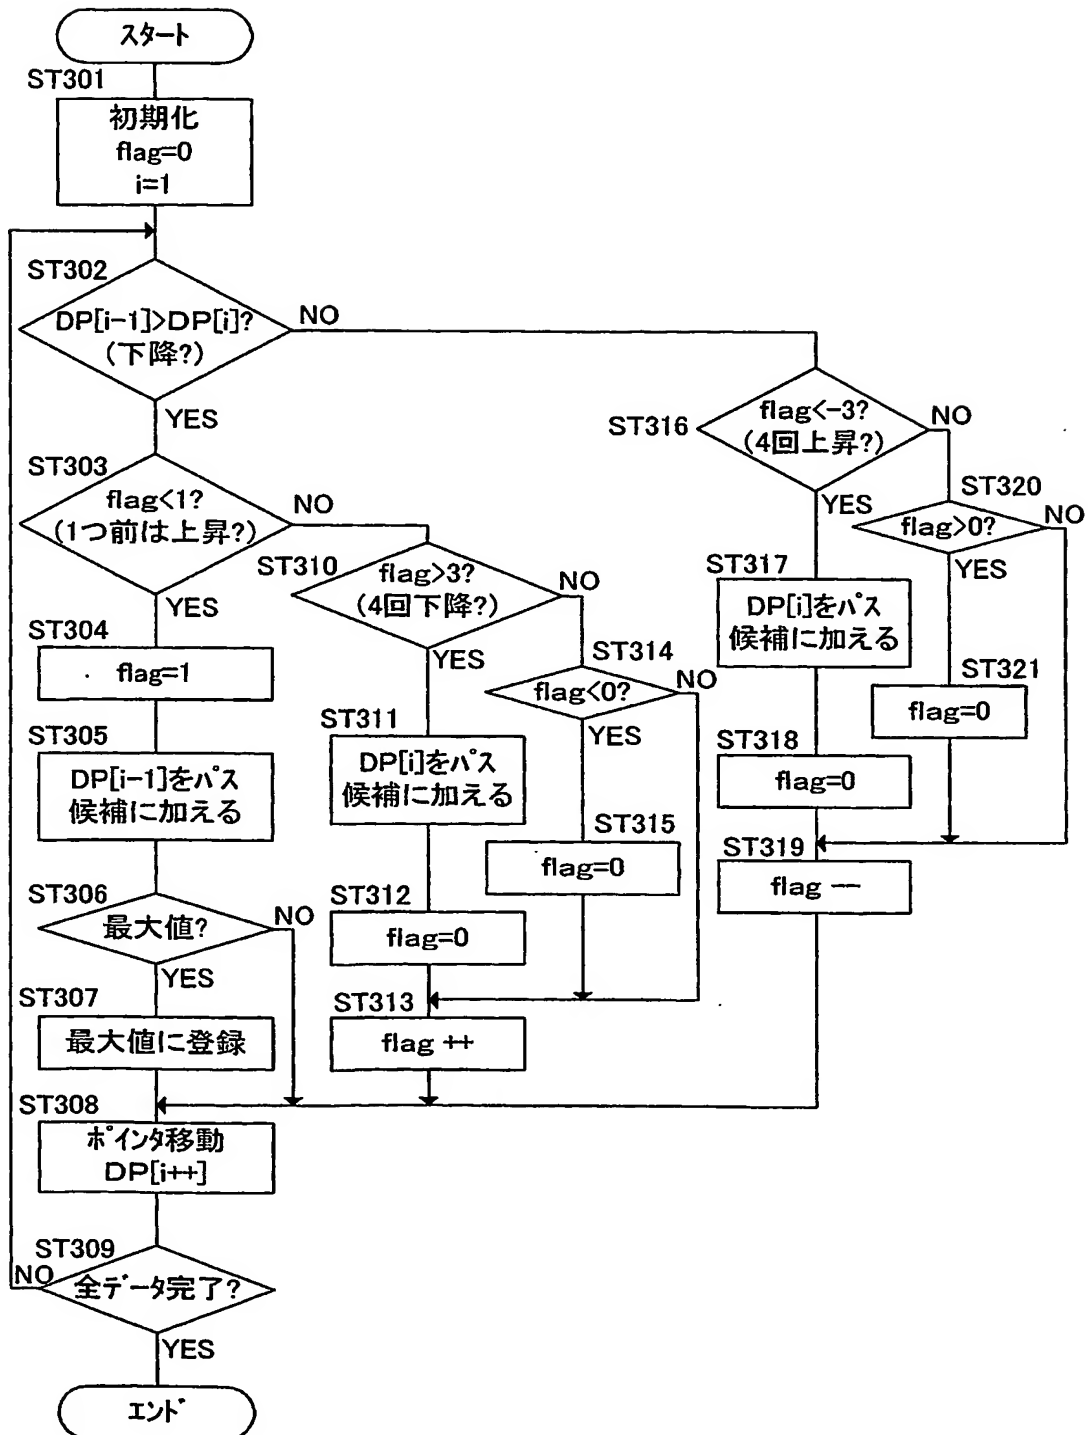 スタート
ST301
初期化
flag=0
i=1
ST302
DP[i-1]>DP[i]?
(下降?)
NO
YES
ST303
flag<1?
(1つ前は上昇?)
NO
YES
ST304
flag=1
ST305
DP[i-1]をパス
候補に加える
ST306
最大値?
NO
YES
ST307
最大値に登録
ST308
ポインタ移動
DP[i++]
ST309
NO
全データ完了?
YES
エンド
ST310
flag>3?
(4回下降?)
NO
YES
ST311
DP[i]をパス
候補に加える
ST312
flag=0
ST313
flag ++
ST314
flag<0?
NO
YES
ST315
flag=0
ST316
flag<-3?
(4回上昇?)
NO
YES
ST317
DP[i]をパス
候補に加える
ST318
flag=0
ST319
flag --
ST320
flag>0?
NO
YES
ST321
flag=0